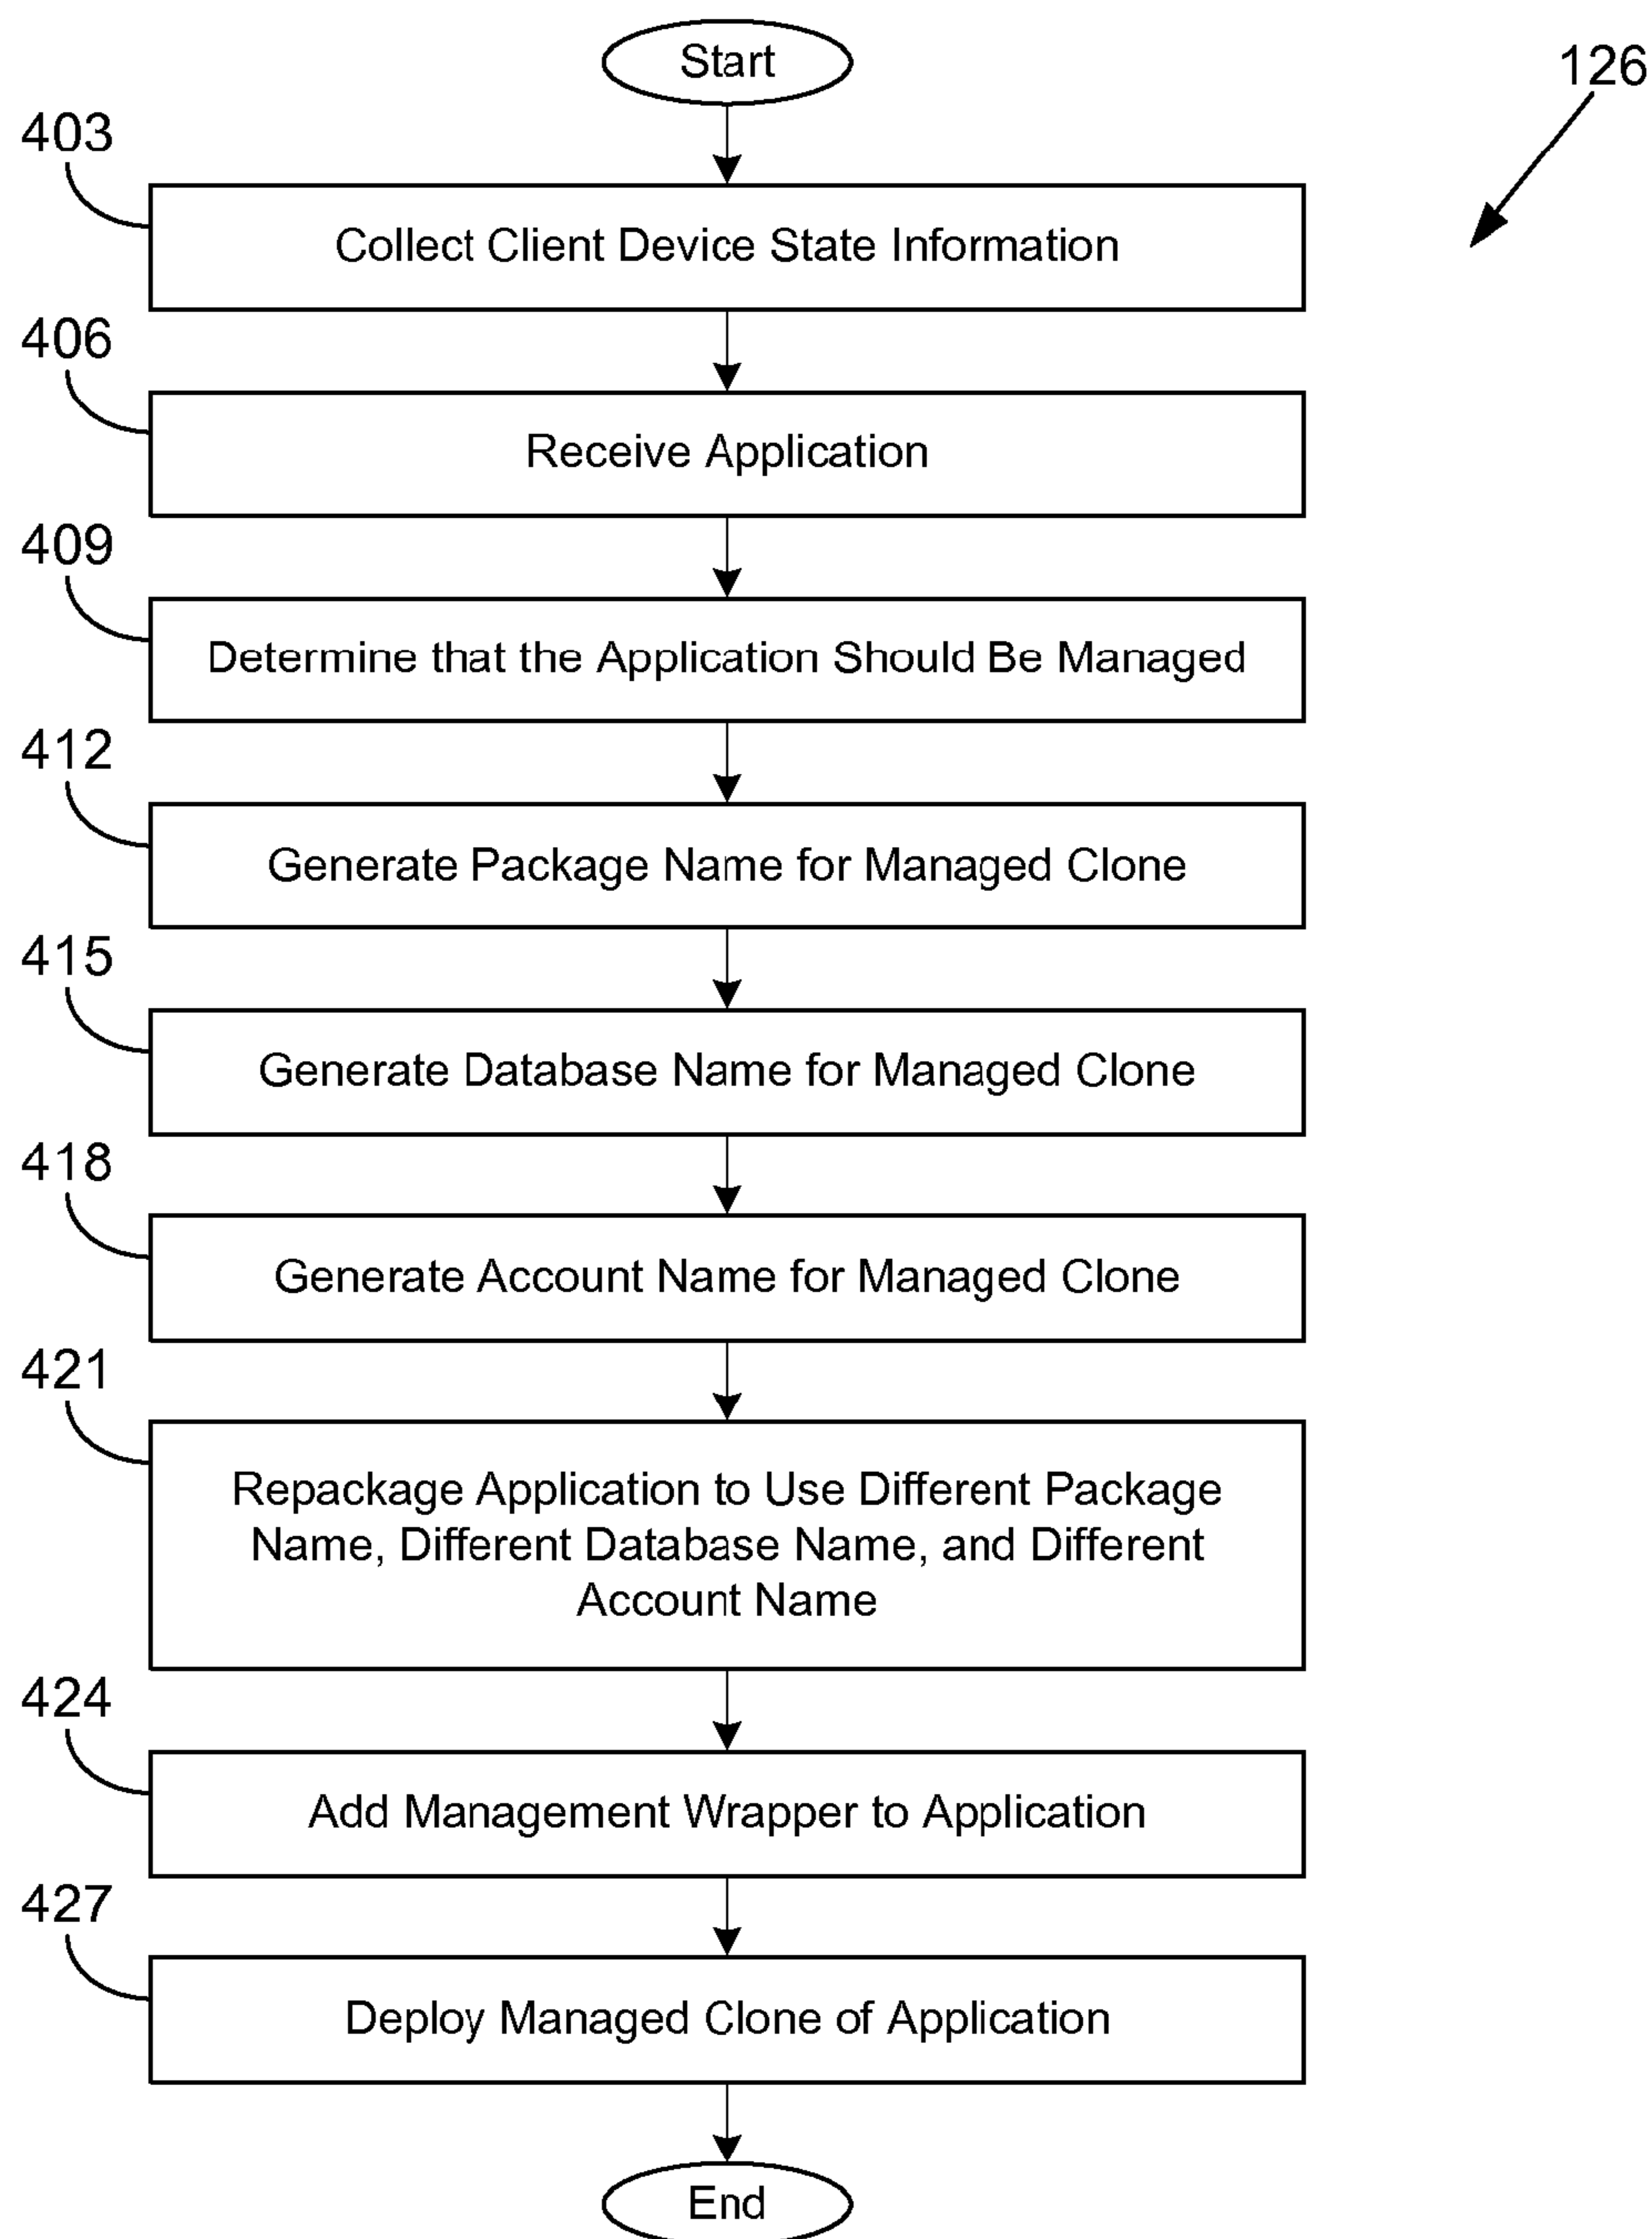 Start
126
403
Collect Client Device State Information
406
Receive Application
409
Determine that the Application Should Be Managed
412
Generate Package Name for Managed Clone
415
Generate Database Name for Managed Clone
418
Generate Account Name for Managed Clone
421
Repackage Application to Use Different Package
Name, Different Database Name, and Different
Account Name
424
Add Management Wrapper to Application
427
Deploy Managed Clone of Application
End